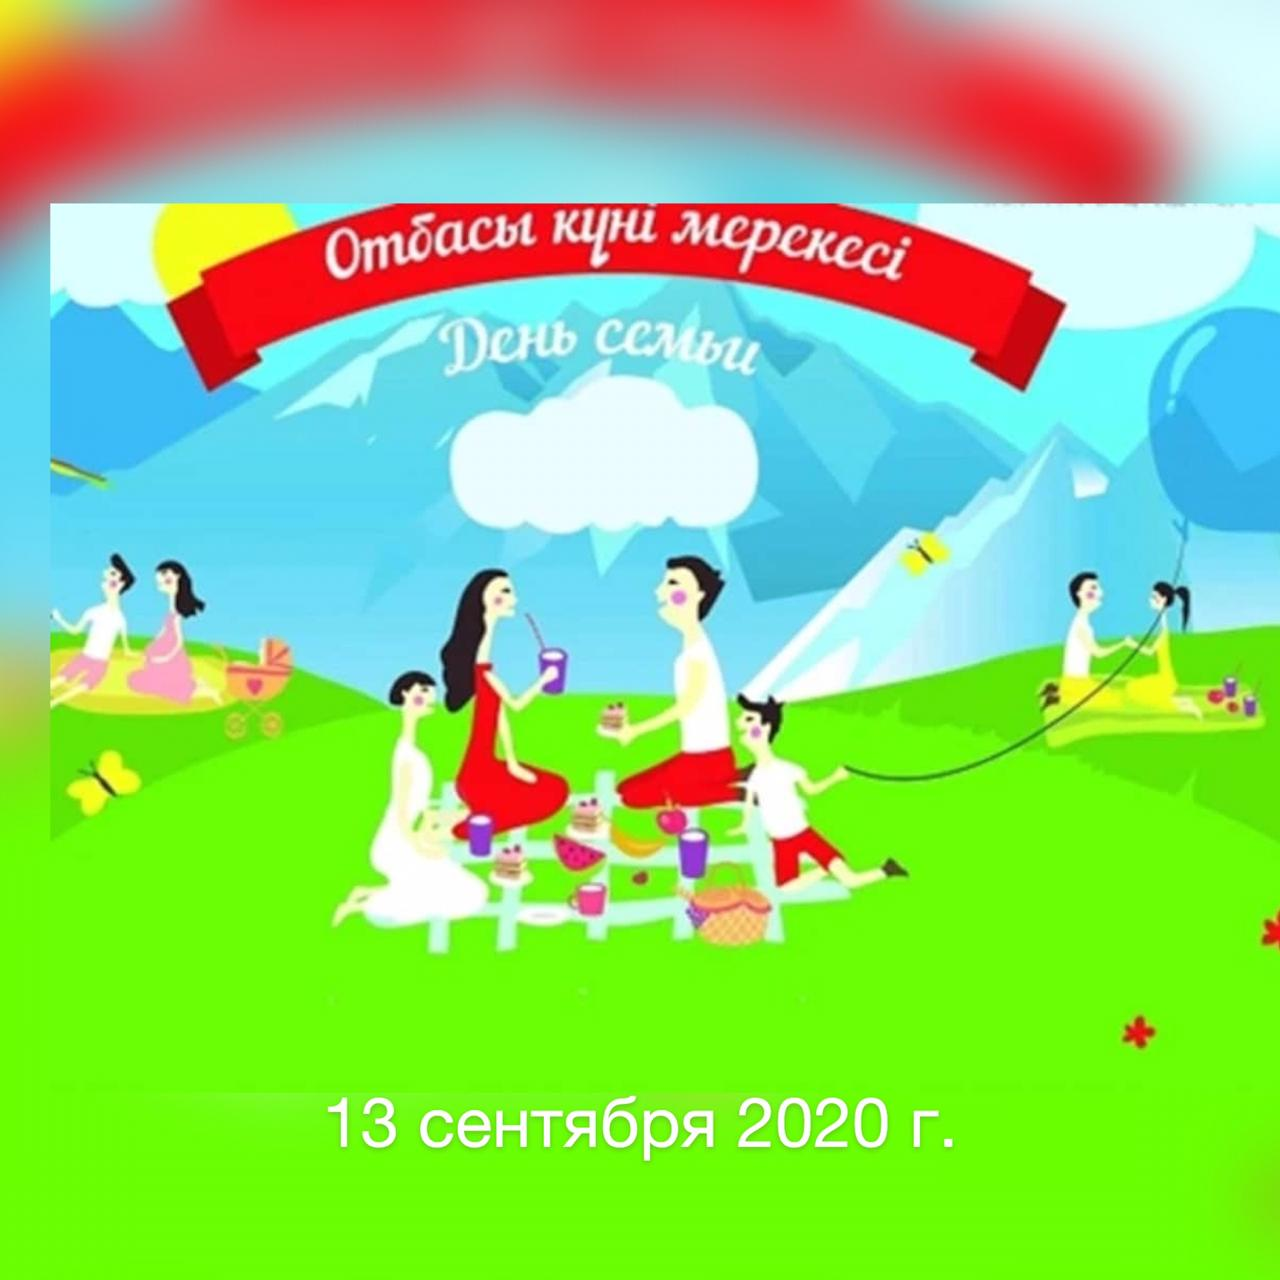 Отбасы күні мерекесі
День семьи
13 сентября 2020 г.